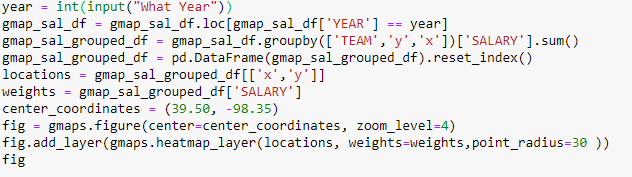 year = int(input("What Year"))
gmap_sal_df = gmap_sal_df.loc[gmap_sal_df['YEAR'] == year]
gmap_sal_grouped_df = gmap_sal_df.groupby(['TEAM','y','x'])['SALARY'].sum()
gmap_sal_grouped_df = pd.DataFrame(gmap_sal_grouped_df).reset_index()
locations = gmap_sal_grouped_df[['x','y']]
weights = gmap_sal_grouped_df['SALARY']
center_coordinates = (39.50, -98.35)
fig = gmaps.figure(center=center_coordinates, zoom_level=4)
fig.add_layer(gmaps.heatmap_layer(locations, weights=weights,point_radius=30 ))
fig